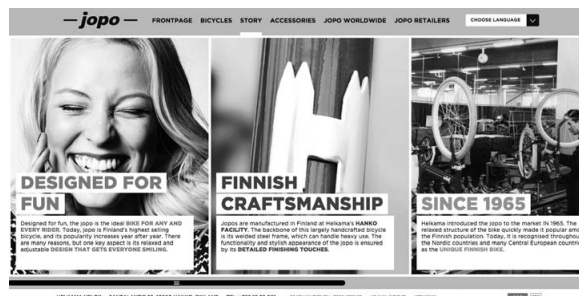 jopo
FRONTPAGE BICYCLES STORY ACCESSORIES JOPO WORLDWIDE JOPO RETAILERS
CHOOSE LANGUAGE
DESIGNED FOR
FUN
Designed for fun, the jopo is the ideal BIKE FOR ANY AND
EVERY RIDER. Today, jopo is Finland's highest selling
bicycle, and its popularity increases year after year. There
are many reasons, but one key aspect is its relaxed and
adjustable DESIGN THAT GETS EVERYONE SMILING.
FINNISH
CRAFTSMANSHIP
Jopos are manufactured in Finland at Helkama's HANKO
FACILITY. The backbone of this largely handcrafted bicycle
is its welded steel frame, which can handle heavy use. The
functionality and stylish appearance of the jopo is ensured
by its DETAILED FINISHING TOUCHES.
SINCE 1965
Helkama introduced the jopo to the market IN 1965. The
relaxed structure of the bike quickly made it popular amo
the Finnish population. Today, it is recognised throughou
the Nordic countries and many Central European countri
as the UNIQUE FINNISH BIKE.